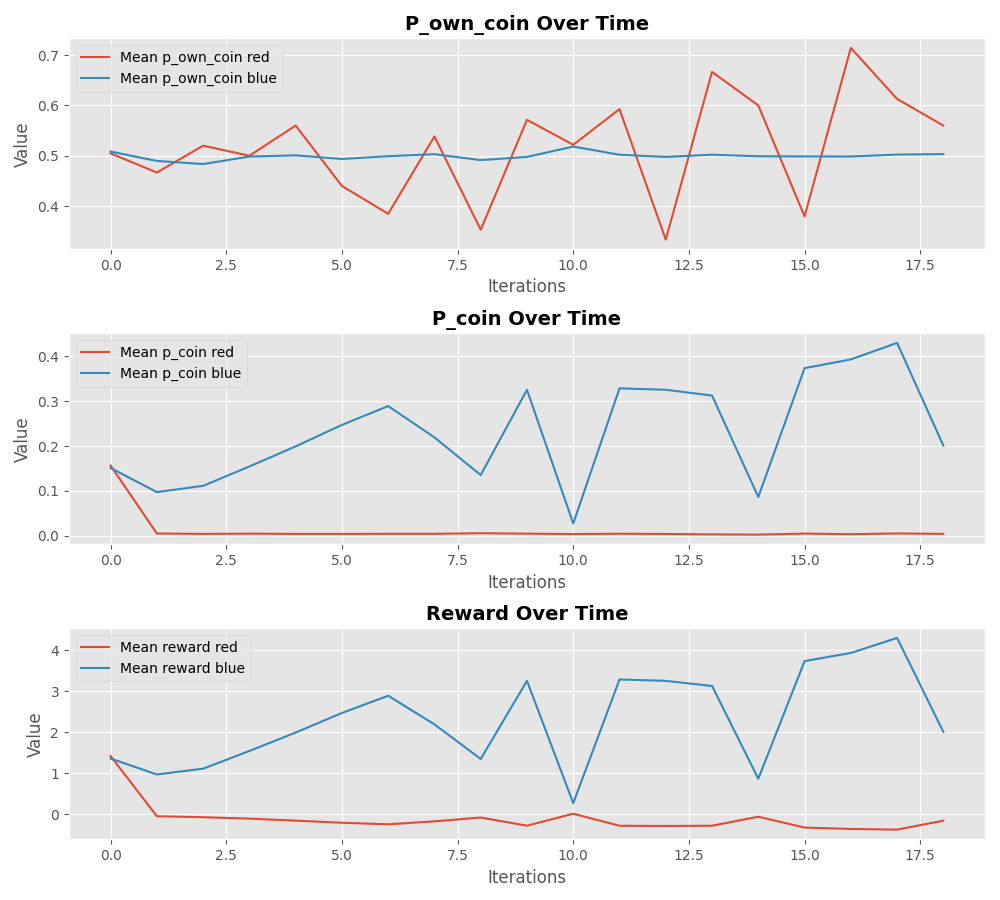 P_own_coin Over Time
Mean p_own_coin red
Mean p_own_coin blue
0.7
0.6
0.5
0.4
Value
0.0 2.5 5.0 7.5 10.0 12.5 15.0 17.5
Iterations
P_coin Over Time
Mean p_coin red
Mean p_coin blue
0.4
0.3
0.2
0.1
0.0
Value
0.0 2.5 5.0 7.5 10.0 12.5 15.0 17.5
Iterations
Reward Over Time
Mean reward red
Mean reward blue
4
3
2
1
0
Value
0.0 2.5 5.0 7.5 10.0 12.5 15.0 17.5
Iterations